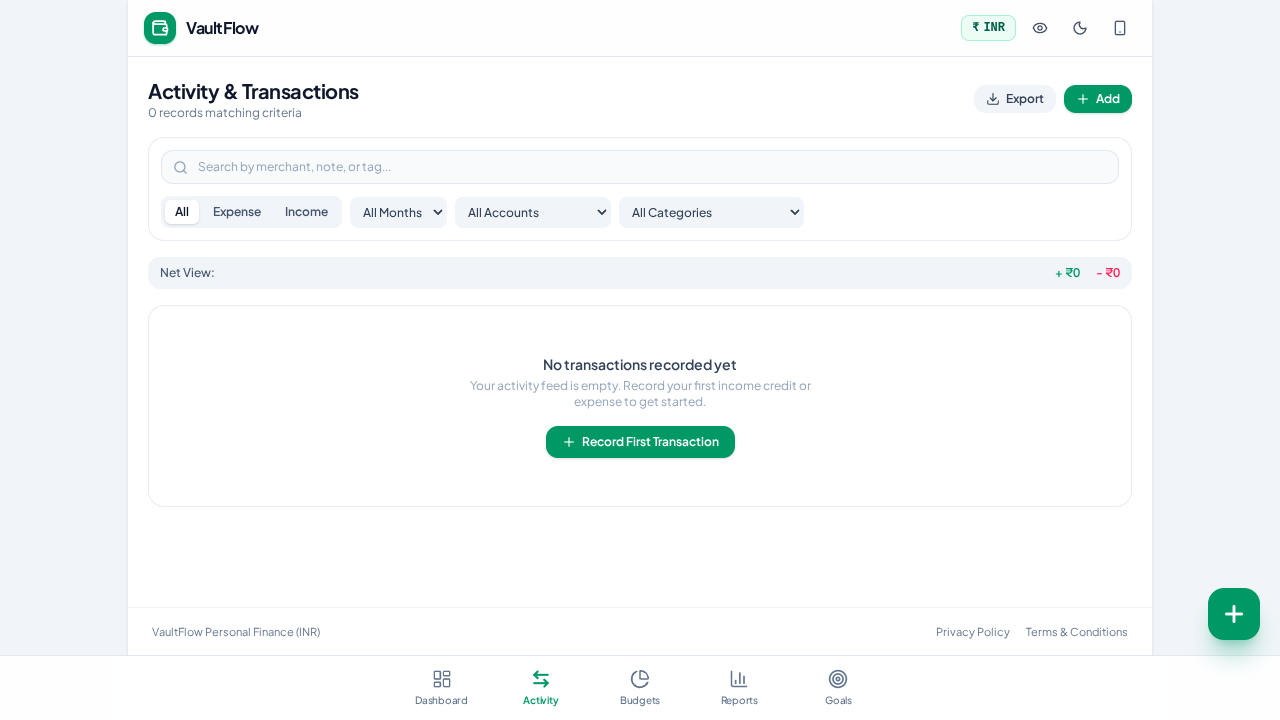 VaultFlow
₹ INR
Activity & Transactions
0 records matching criteria
Export
Add
Search by merchant, note, or tag...
All
Expense
Income
All Months
All Accounts
All Categories
Net View:
+ ₹0
- ₹0
No transactions recorded yet
Your activity feed is empty. Record your first income credit or
expense to get started.
Record First Transaction
VaultFlow Personal Finance (INR)
Privacy Policy
Terms & Conditions
Dashboard
Activity
Budgets
Reports
Goals